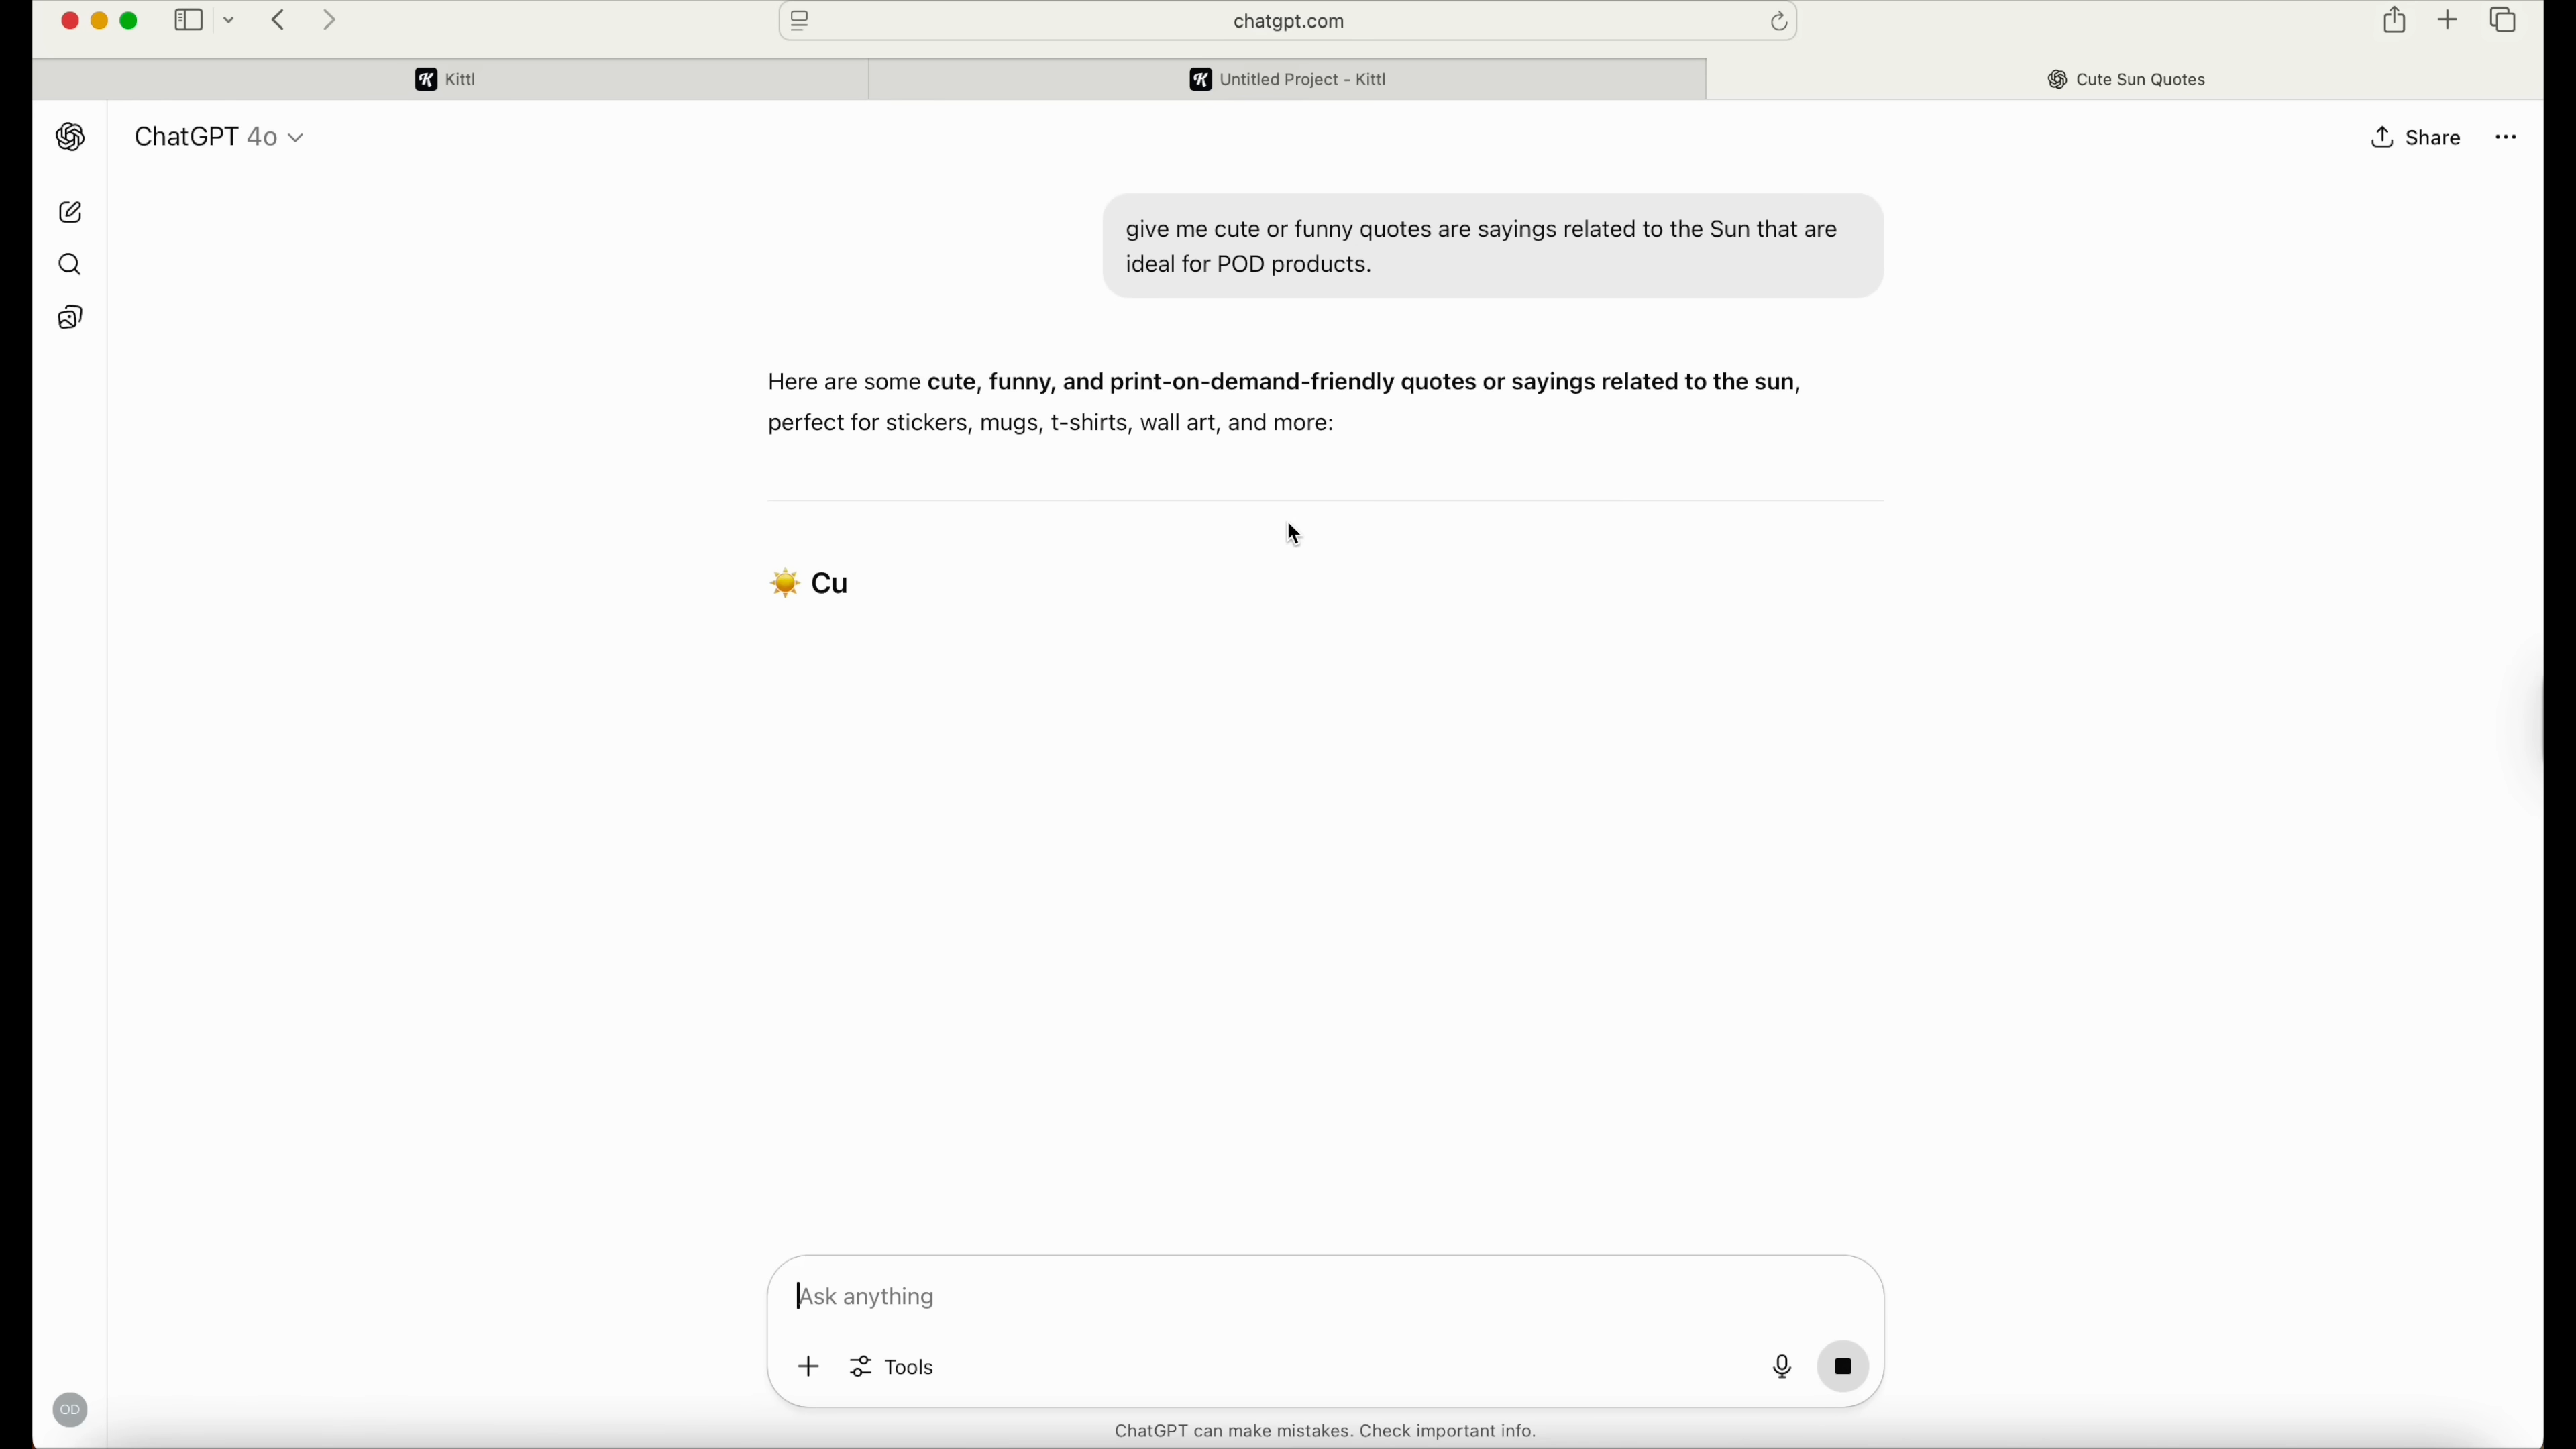 chatgpt.com
Kittl
Untitled Project - Kittl
Cute Sun Quotes
ChatGPT 4o
Share
give me cute or funny quotes are sayings related to the Sun that are
ideal for POD products.
Here are some cute, funny, and print-on-demand-friendly quotes or sayings related to the sun,
perfect for stickers, mugs, t-shirts, wall art, and more:
☀️ Cu
Ask anything
Tools
OD
ChatGPT can make mistakes. Check important info.